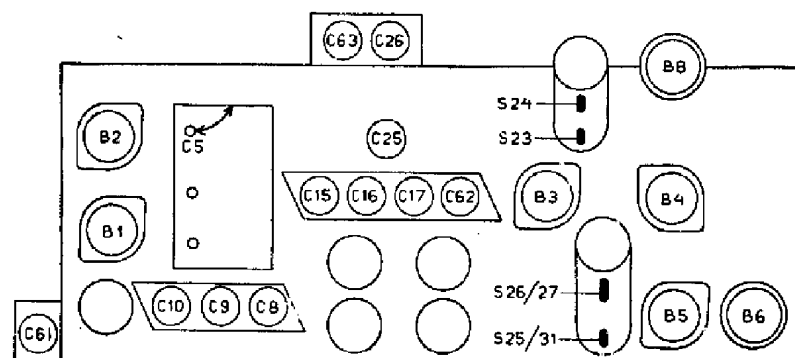 C63 C26
B8
S24
B2
C5
C25
S23
C15 C16 C17 C62
B3
B4
B1
S26/27
C10 C9 C8
B5 B6
C61
S25/31